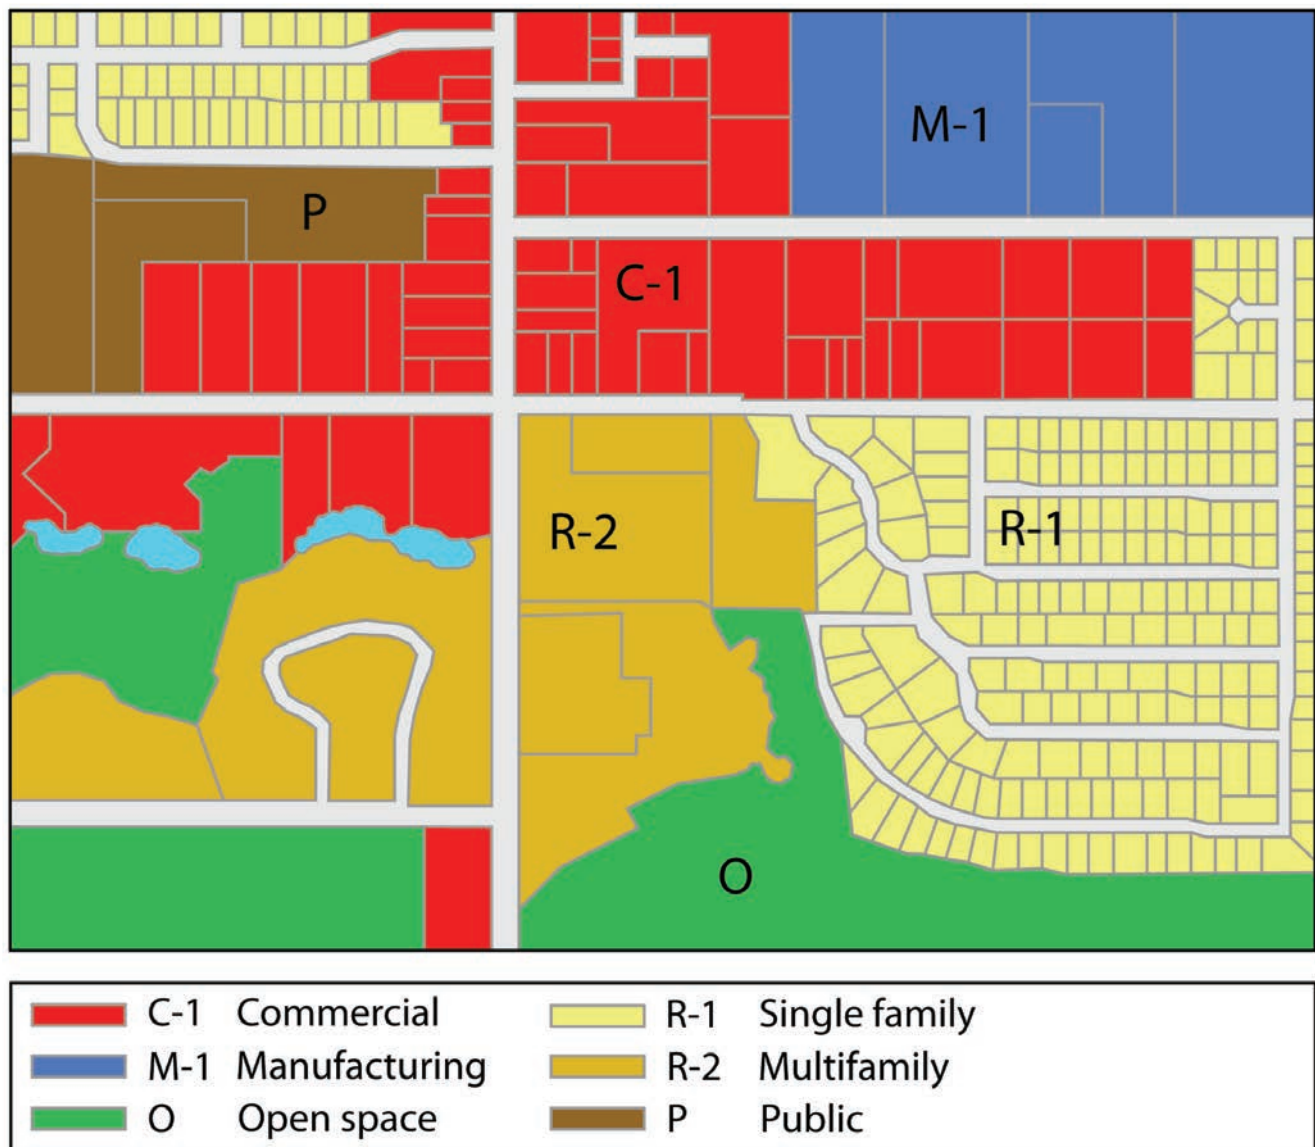 M-1
P
C-1
R-2
R-1
O
C-1 Commercial
M-1 Manufacturing
O Open space
R-1 Single family
R-2 Multifamily
P Public